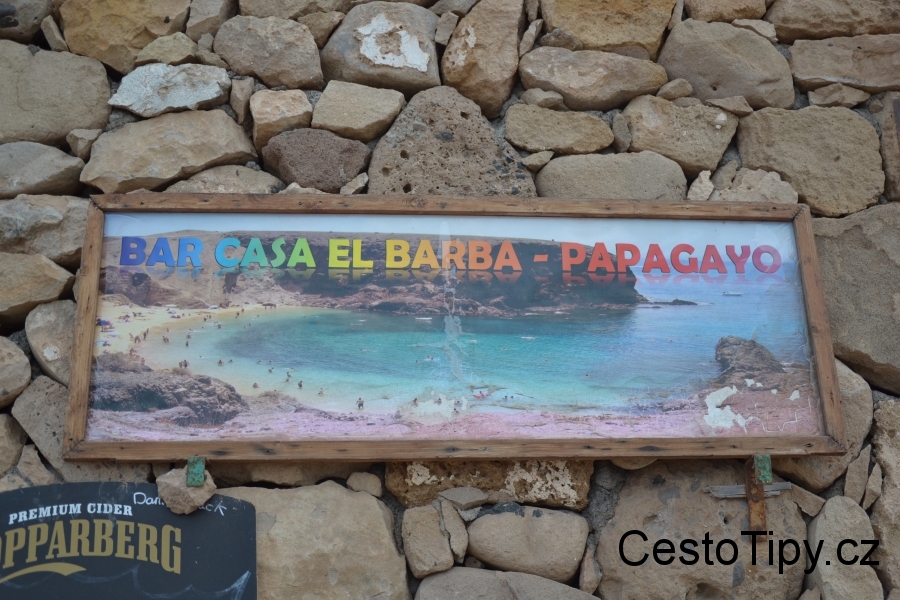 BAR CASA EL BARBA - PAPAGAYO
PREMIUM CIDER
OPPARBERG
CestoTipy.cz